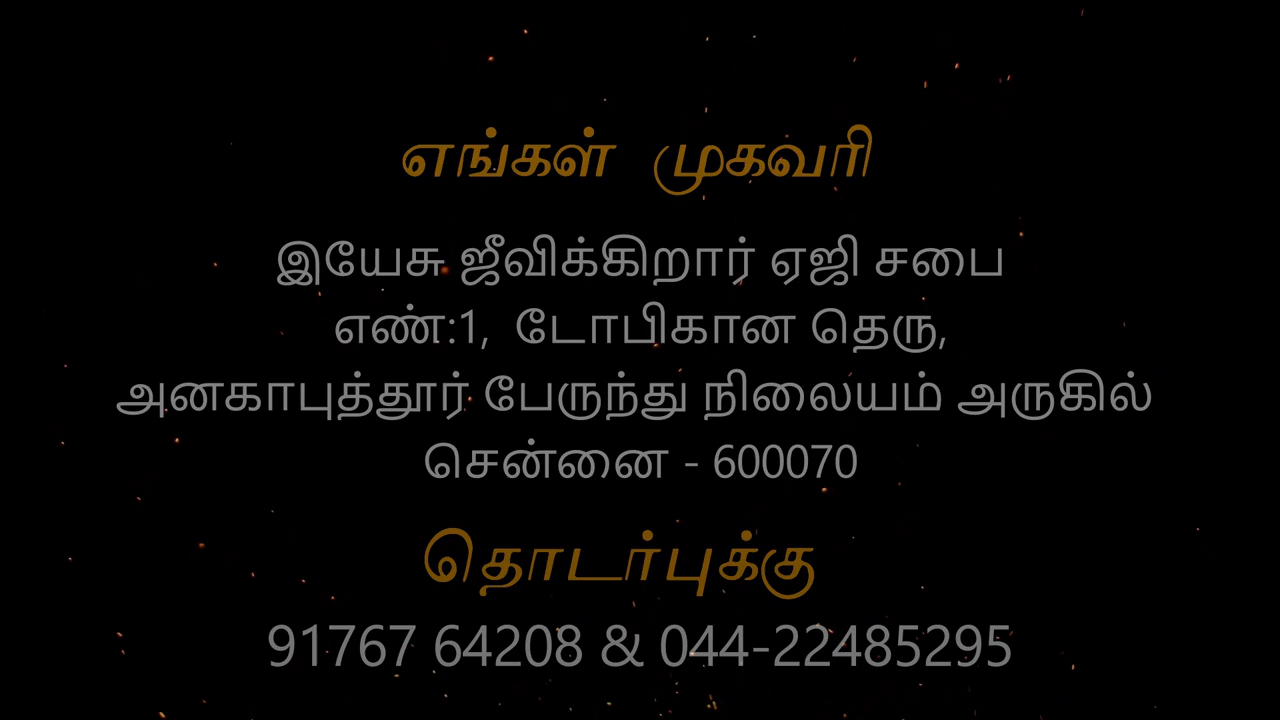 எங்கள் முகவரி
இயேசு ஜீவிக்கிறார் ஏஜி சபை
எண்:1, டோபிகான தெரு,
அனகாபுத்தூர் பேருந்து நிலையம் அருகில்
சென்னை - 600070
தொடர்புக்கு
91767 64208 & 044-22485295